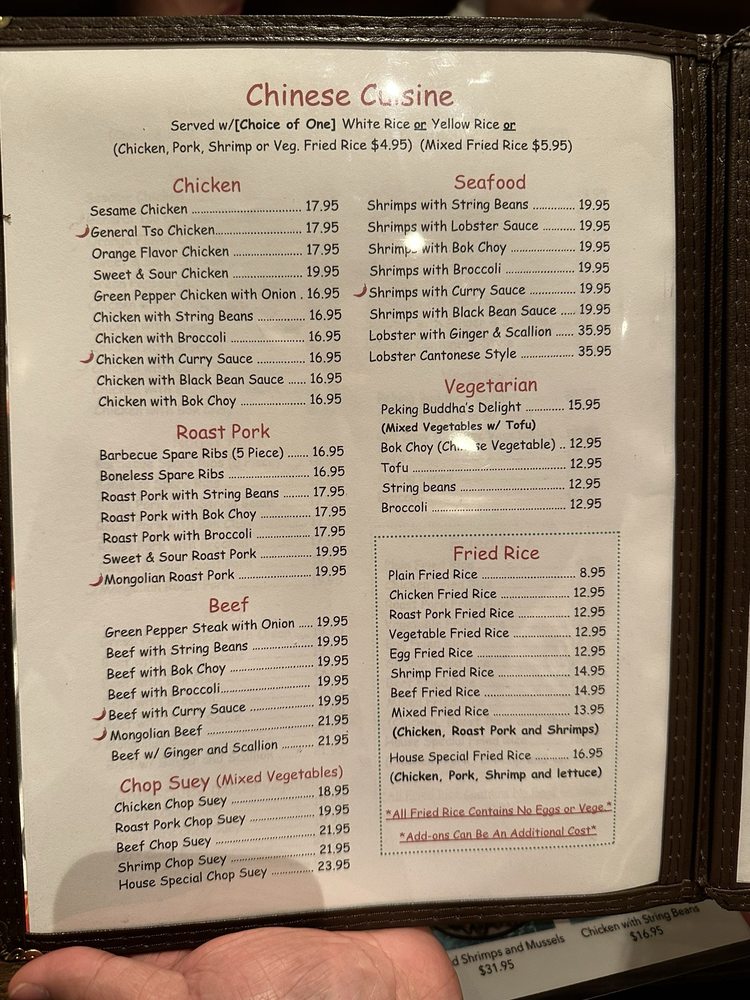 Chinese Cuisine
Served w/[Choice of One] White Rice or Yellow Rice or
(Chicken, Pork, Shrimp or Veg. Fried Rice $4.95) (Mixed Fried Rice $5.95)
Chicken
Sesame Chicken ................................ 17.95
General Tso Chicken......................... 17.95
Orange Flavor Chicken ..................... 17.95
Sweet & Sour Chicken ..................... 19.95
Green Pepper Chicken with Onion . 16.95
Chicken with String Beans ............... 16.95
Chicken with Broccoli ....................... 16.95
Chicken with Curry Sauce ............... 16.95
Chicken with Black Bean Sauce ...... 16.95
Chicken with Bok Choy ..................... 16.95
Roast Pork
Barbecue Spare Ribs (5 Piece) ....... 16.95
Boneless Spare Ribs ......................... 16.95
Roast Pork with String Beans ......... 17.95
Roast Pork with Bok Choy ............... 17.95
Roast Pork with Broccoli ................. 17.95
Sweet & Sour Roast Pork ............... 19.95
Mongolian Roast Pork ...................... 19.95
Beef
Green Pepper Steak with Onion ..... 19.95
Beef with String Beans .................... 19.95
Beef with Bok Choy .......................... 19.95
Beef with Broccoli............................. 19.95
Beef with Curry Sauce .................... 19.95
Mongolian Beef ................................. 21.95
Beef w/ Ginger and Scallion .......... 21.95
Chop Suey (Mixed Vegetables)
Chicken Chop Suey ........................... 18.95
Roast Pork Chop Suey ..................... 19.95
Beef Chop Suey ................................. 21.95
Shrimp Chop Suey ............................ 21.95
House Special Chop Suey ............. 23.95
Seafood
Shrimps with String Beans ............. 19.95
Shrimps with Lobster Sauce .......... 19.95
Shrimps with Bok Choy .................... 19.95
Shrimps with Broccoli ...................... 19.95
Shrimps with Curry Sauce .............. 19.95
Shrimps with Black Bean Sauce ..... 19.95
Lobster with Ginger & Scallion ...... 35.95
Lobster Cantonese Style ................. 35.95
Vegetarian
Peking Buddha's Delight ............ 15.95
(Mixed Vegetables w/ Tofu)
Bok Choy (Chinese Vegetable) .. 12.95
Tofu ............................................... 12.95
String beans ................................ 12.95
Broccoli ......................................... 12.95
Fried Rice
Plain Fried Rice ............................ 8.95
Chicken Fried Rice ....................... 12.95
Roast Pork Fried Rice ................. 12.95
Vegetable Fried Rice .................. 12.95
Egg Fried Rice .............................. 12.95
Shrimp Fried Rice ........................ 14.95
Beef Fried Rice ............................ 14.95
Mixed Fried Rice .......................... 13.95
(Chicken, Roast Pork and Shrimps)
House Special Fried Rice ............ 16.95
(Chicken, Pork, Shrimp and lettuce)
*All Fried Rice Contains No Eggs or Vege.*
*Add-ons Can Be An Additional Cost*
Shrimps and Mussels
$31.95
Chicken with String Beans
$16.95